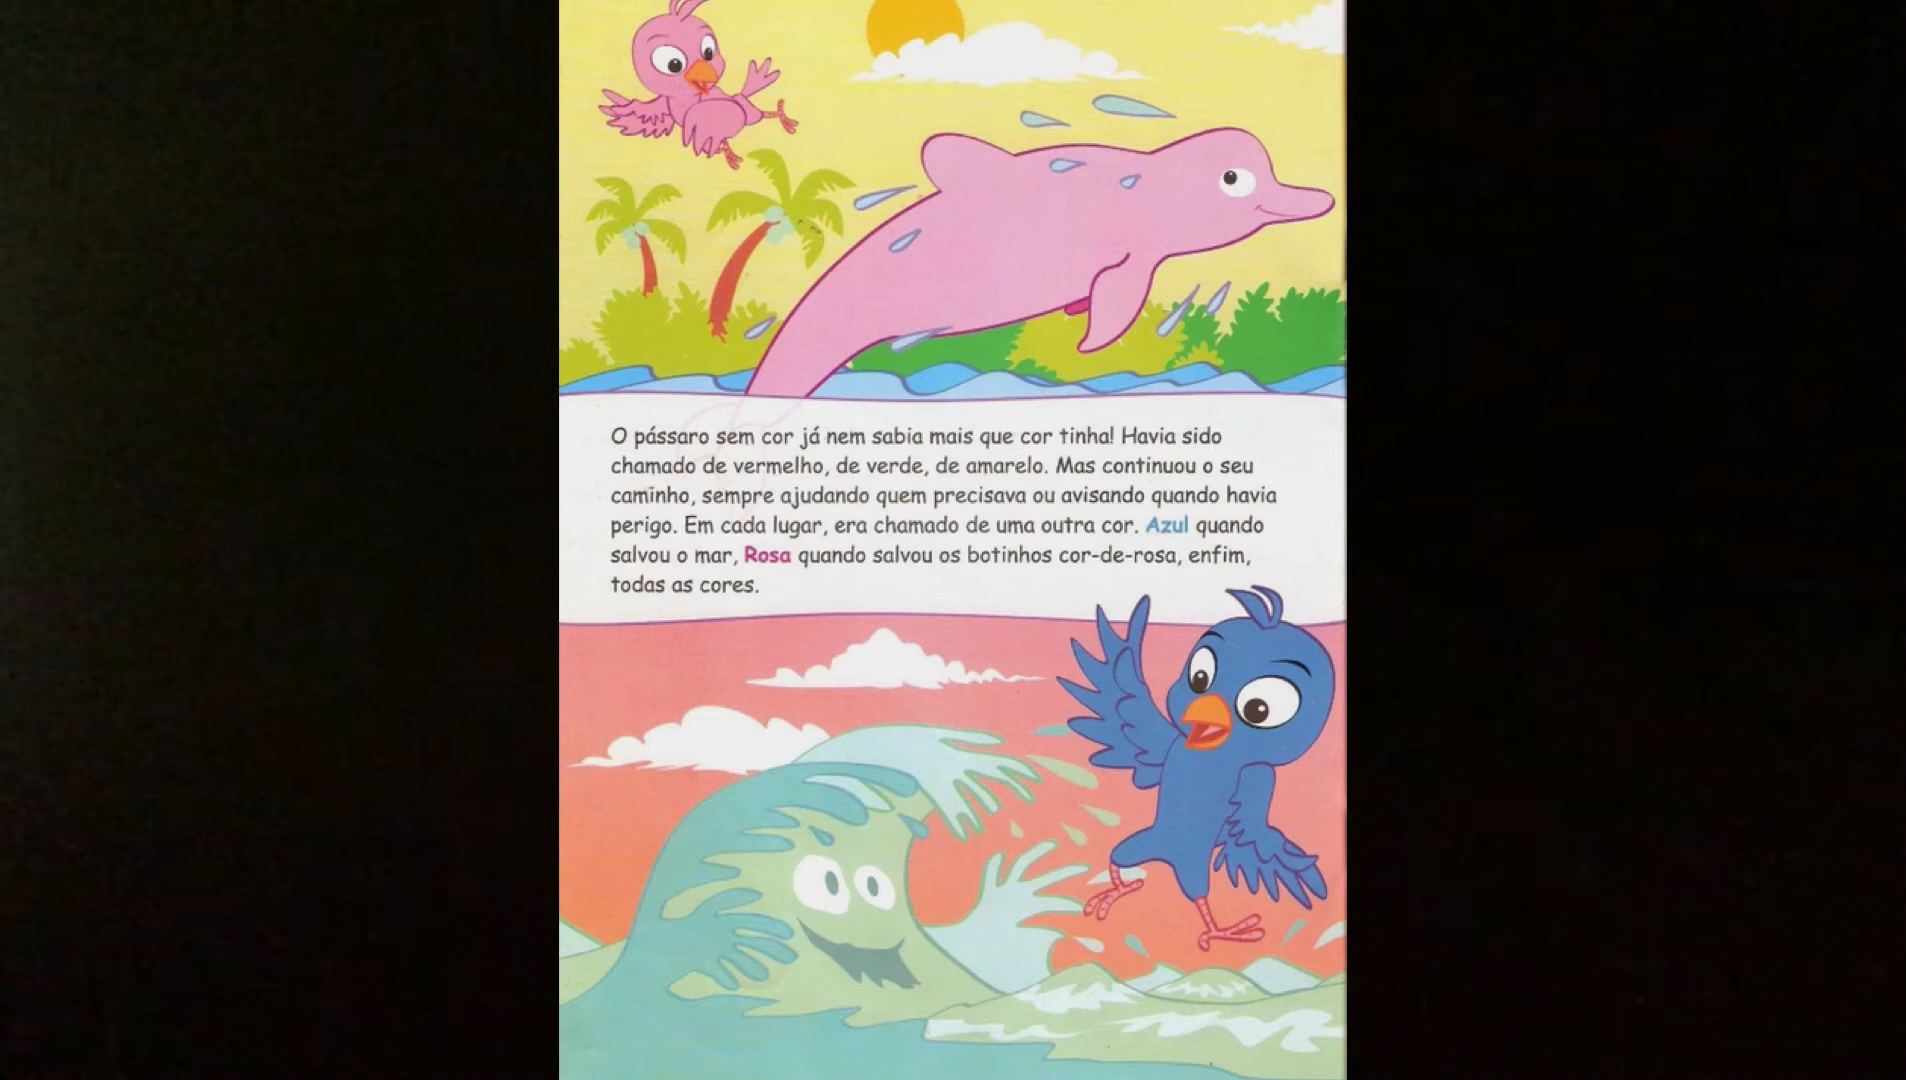 O pássaro sem cor já nem sabia mais que cor tinha! Havia sido
chamado de vermelho, de verde, de amarelo. Mas continuou o seu
caminho, sempre ajudando quem precisava ou avisando quando havia
perigo. Em cada lugar, era chamado de uma outra cor. Azul quando
salvou o mar, Rosa quando salvou os botinhos cor-de-rosa, enfim,
todas as cores.